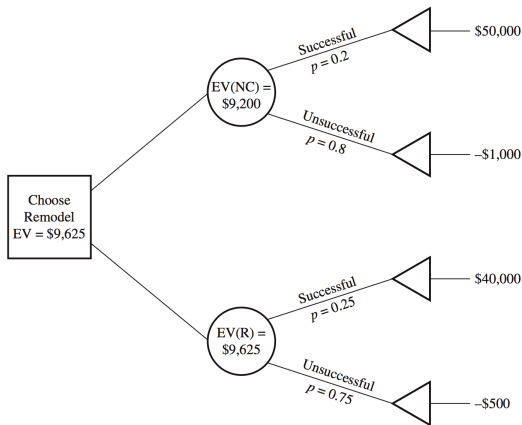 Successful
p = 0.2
$50,000
EV(NC) =
$9,200
Unsuccessful
p = 0.8
–$1,000
Choose
Remodel
EV = $9,625
Successful
p = 0.25
$40,000
EV(R) =
$9,625
Unsuccessful
p = 0.75
–$500